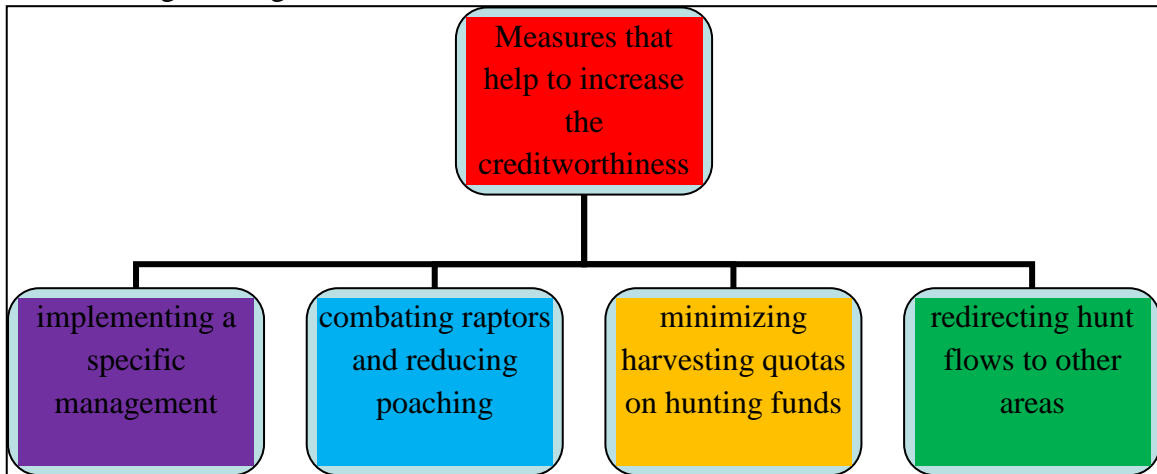 Measures that
help to increase
the
creditworthiness
implementing a
specific
management
combating raptors
and reducing
poaching
minimizing
harvesting quotas
on hunting funds
redirecting hunt
flows to other
areas